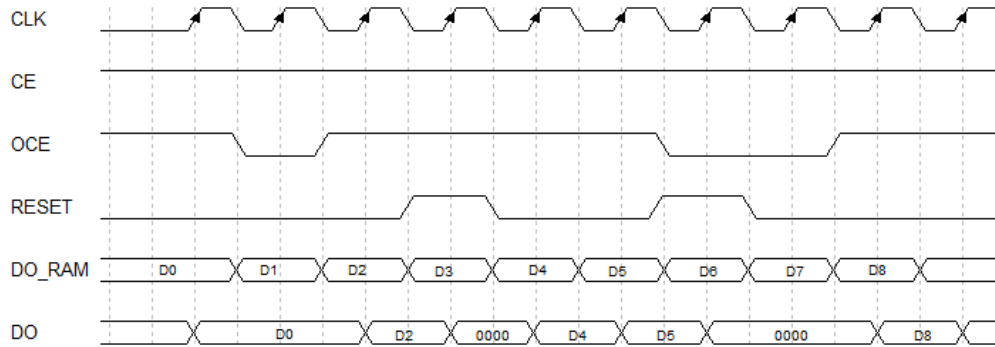 CLK
CE
OCE
RESET
DO_RAM D0 D1 D2 D3 D4 D5 D6 D7 D8
DO D0 D2 0000 D4 D5 0000 D8